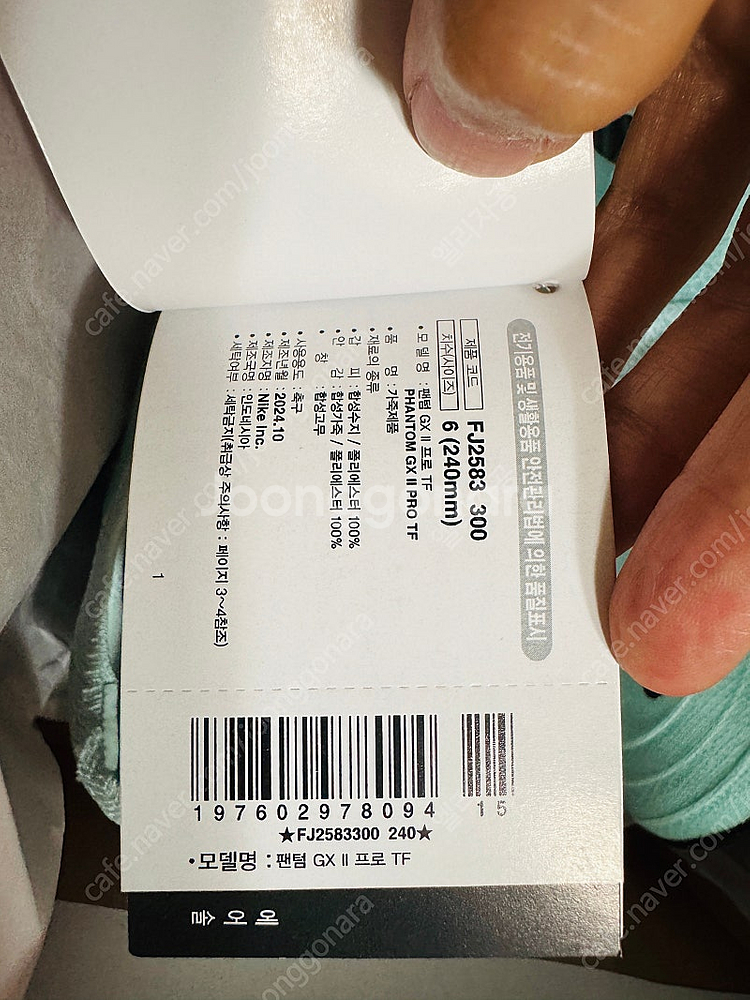 전기용품 및 생활용품 안전관리법에 의한 품질표시
제품 코드 FJ2583 300
치수(사이즈) 6 (240mm)
• 모 델 명 : 팬텀 GX II 프로 TF
PHANTOM GX II PRO TF
• 품 명 : 가죽제품
• 재료의 종류
• 갑 피 : 합성수지 / 폴리에스터 100%
• 안 감 : 합성가죽 / 폴리에스터 100%
• 창 : 합성고무
• 사용용도 : 축구
• 제조년월 : 2024.10
• 제조자명 : Nike Inc.
• 제조국명 : 인도네시아
• 세탁여부 : 세탁금지(취급상 주의사항 : 페이지 3~4참조)
1
15
197602978094
★FJ2583300 240★
• 모델명 : 팬텀 GX II 프로 TF
에어솔
Joonggonara
cafe.naver.com/joonggonara